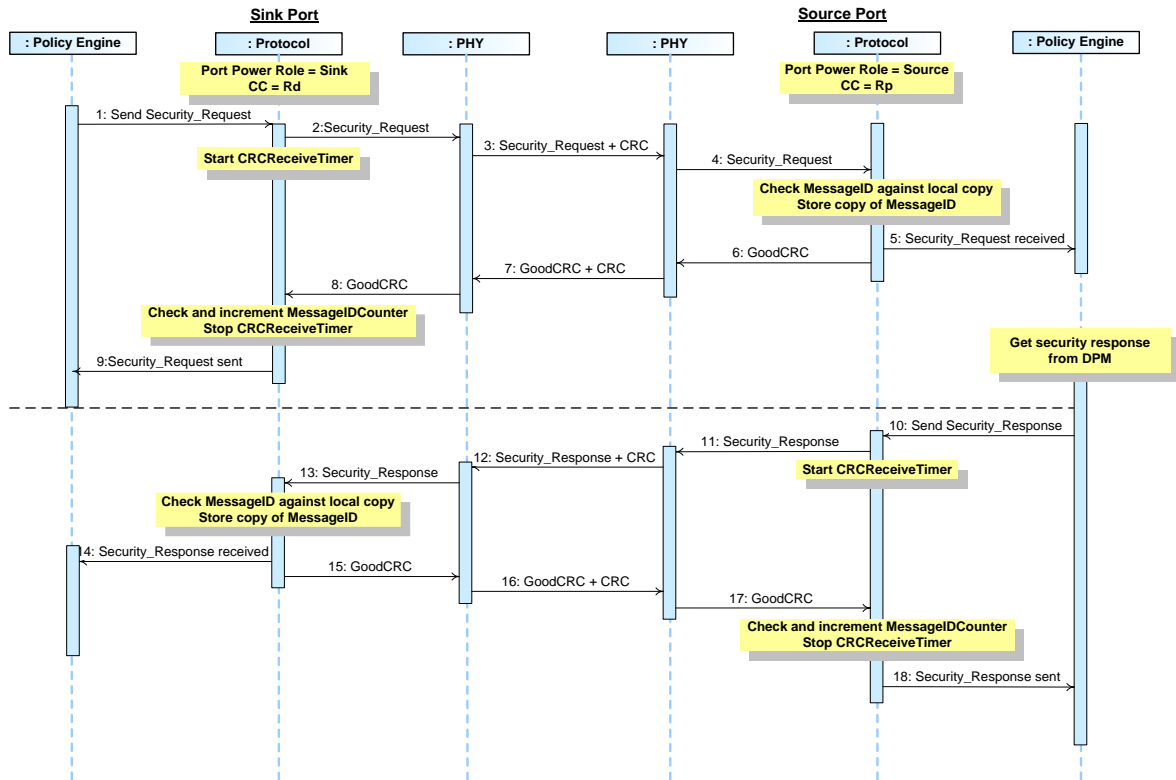 Sink Port
Source Port
: Policy Engine
: Protocol
: PHY
: PHY
: Protocol
: Policy Engine
Port Power Role = Sink
CC = Rd
Port Power Role = Source
CC = Rp
1: Send Security_Request
2:Security_Request
Start CRCReceiveTimer
3: Security_Request + CRC
4: Security_Request
Check MessageID against local copy
Store copy of MessageID
5: Security_Request received
6: GoodCRC
7: GoodCRC + CRC
8: GoodCRC
Check and increment MessageIDCounter
Stop CRCReceiveTimer
9:Security_Request sent
Get security response
from DPM
10: Send Security_Response
11: Security_Response
Start CRCReceiveTimer
12: Security_Response + CRC
13: Security_Response
Check MessageID against local copy
Store copy of MessageID
14: Security_Response received
15: GoodCRC
16: GoodCRC + CRC
17: GoodCRC
Check and increment MessageIDCounter
Stop CRCReceiveTimer
18: Security_Response sent